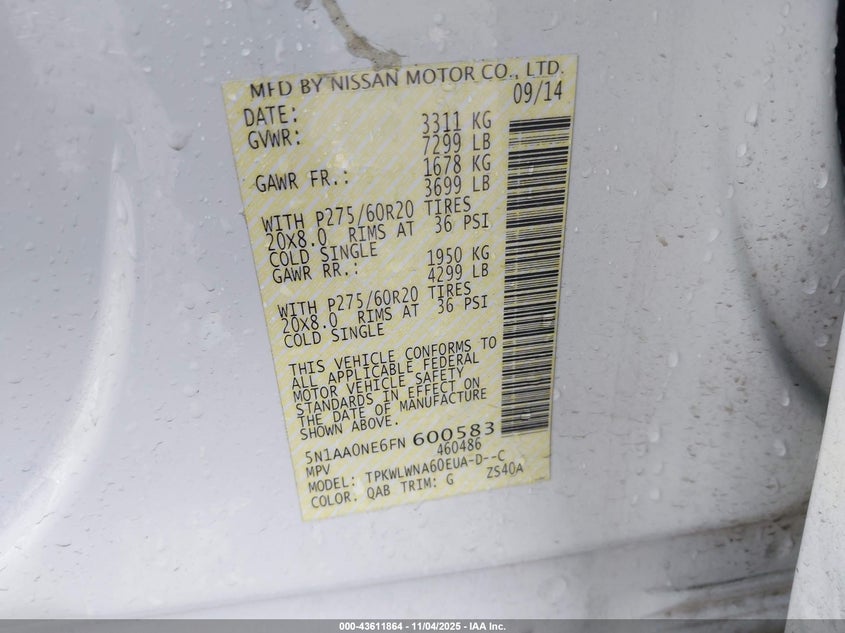 MFD BY NISSAN MOTOR CO., LTD.
DATE: 09/14
GVWR: 3311 KG
7299 LB
GAWR FR.: 1678 KG
3699 LB
WITH P275/60R20 TIRES
20X8.0 RIMS AT 36 PSI
COLD SINGLE
GAWR RR.: 1950 KG
4299 LB
WITH P275/60R20 TIRES
20X8.0 RIMS AT 36 PSI
COLD SINGLE
THIS VEHICLE CONFORMS TO
ALL APPLICABLE FEDERAL
MOTOR VEHICLE SAFETY
STANDARDS IN EFFECT ON
THE DATE OF MANUFACTURE
SHOWN ABOVE.
5N1AA0NE6FN 600583
MPV 460486
MODEL: TPKWLWNA60EUA-D--C
COLOR: QAB TRIM: G ZS40A
000-43611864 - 11/04/2025 - IAA Inc.